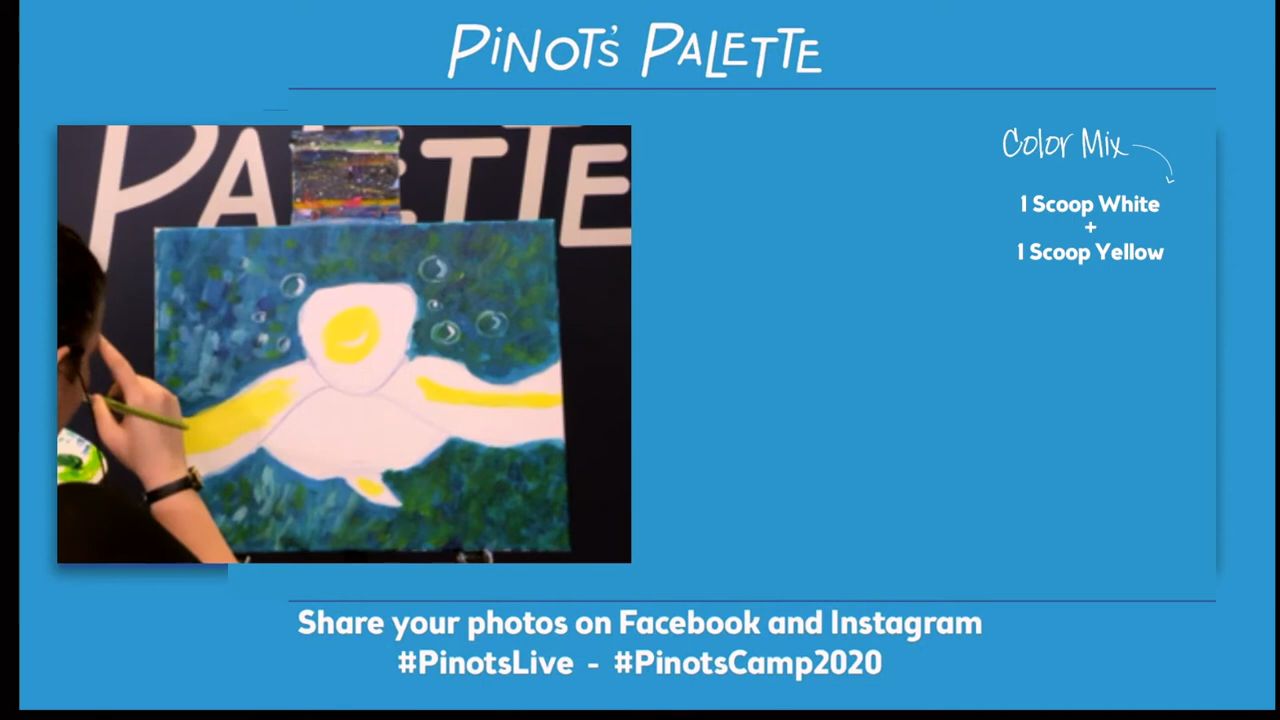 PiNOT'S PALETTE
PALETTE
Color Mix
1 Scoop White
+
1 Scoop Yellow
Share your photos on Facebook and Instagram
#PinotsLive - #PinotsCamp2020